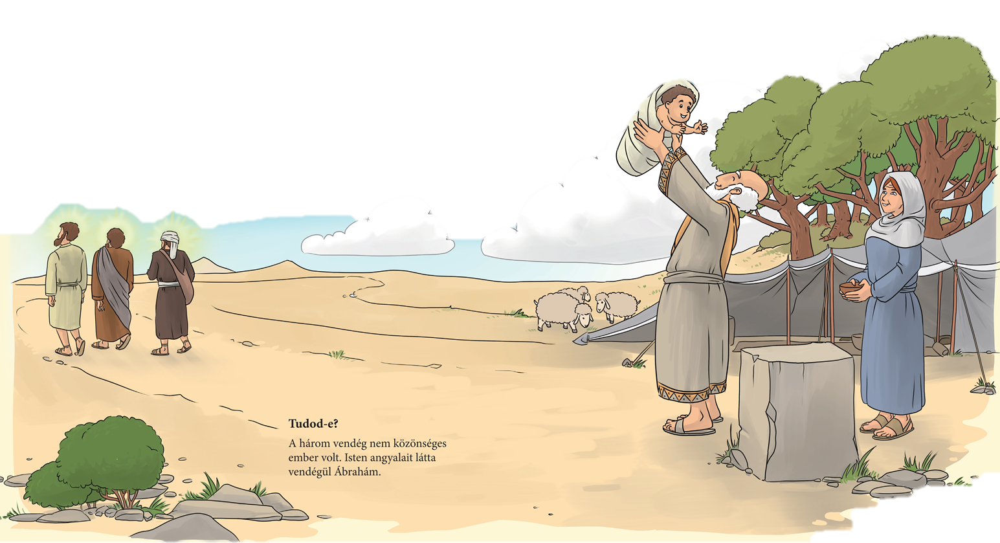 Tudod-e?
A három vendég nem közönséges
ember volt. Isten angyalait látta
vendégül Ábrahám.